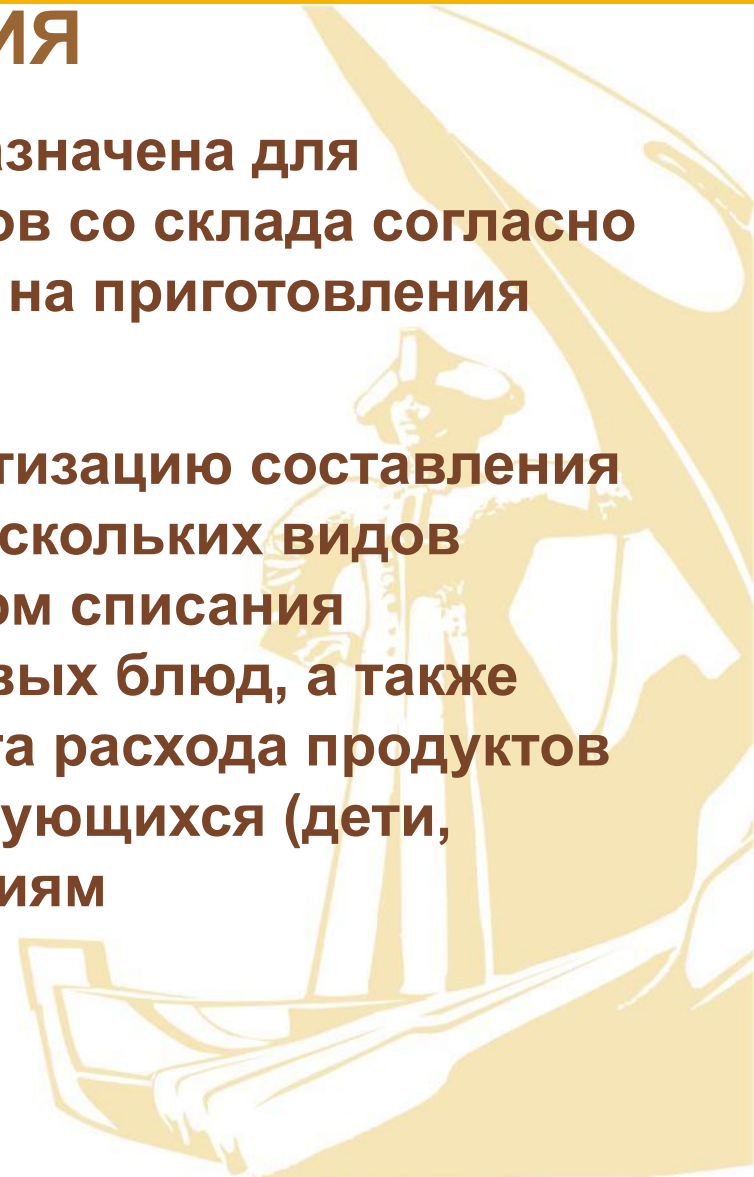 ия
азначена для
ов со склада согласно
на приготовления
тизацию составления
скольких видов
ом списания
вых блюд, а также
та расхода продуктов
ующихся (дети,
иям